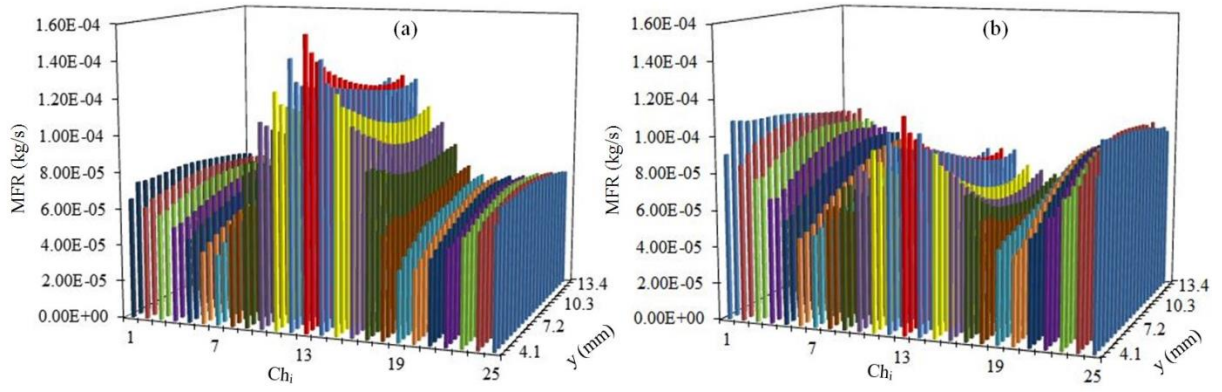 (a)
1.60E-04
1.40E-04
1.20E-04
1.00E-04
8.00E-05
6.00E-05
4.00E-05
2.00E-05
0.00E+00
MFR (kg/s)
1
7
13
19
25
Ch_i
4.1
7.2
10.3
13.4
y (mm)
(b)
1.60E-04
1.40E-04
1.20E-04
1.00E-04
8.00E-05
6.00E-05
4.00E-05
2.00E-05
0.00E+00
MFR (kg/s)
1
7
13
19
25
Ch_i
4.1
7.2
10.3
13.4
y (mm)